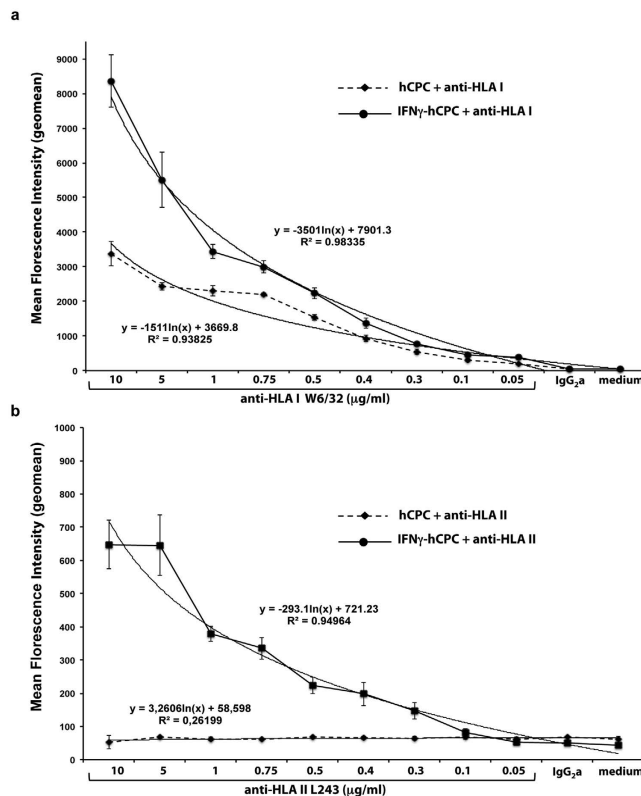 a
Mean Florescence Intensity (geomean)
9000
8000
7000
6000
5000
4000
3000
2000
1000
0
hCPC + anti-HLA I
IFNγ-hCPC + anti-HLA I
y = -3501ln(x) + 7901.3
R² = 0.98335
y = -1511ln(x) + 3669.8
R² = 0.93825
10 5 1 0.75 0.5 0.4 0.3 0.1 0.05 IgG₂a medium
anti-HLA I W6/32 (μg/ml)
b
Mean Florescence Intensity (geomean)
1000
900
800
700
600
500
400
300
200
100
0
hCPC + anti-HLA II
IFNγ-hCPC + anti-HLA II
y = -293.1ln(x) + 721.23
R² = 0.94964
y = 3,2606ln(x) + 58,598
R² = 0,26199
10 5 1 0.75 0.5 0.4 0.3 0.1 0.05 IgG₂a medium
anti-HLA II L243 (μg/ml)